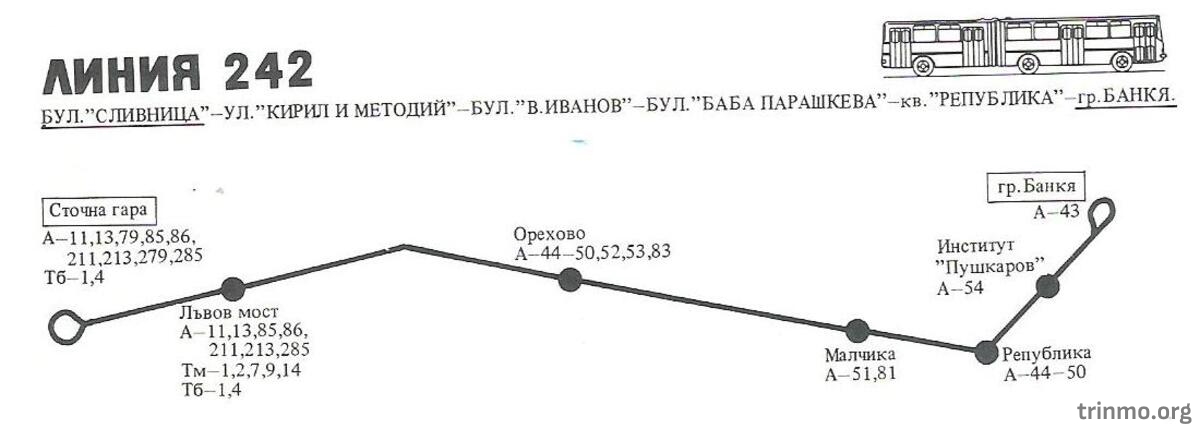 ЛИНИЯ 242
БУЛ."СЛИВНИЦА"–УЛ."КИРИЛ И МЕТОДИЙ"–БУЛ."В.ИВАНОВ"–БУЛ."БАБА ПАРАШКЕВА"–кв."РЕПУБЛИКА"–гр.БАНКЯ.
Сточна гара
А–11,13,79,85,86,
211,213,279,285
Тб–1,4
Лъвов мост
А–11,13,85,86,
211,213,285
Тм–1,2,7,9,14
Тб–1,4
Орехово
А–44–50,52,53,83
Малчика
А–51,81
Република
А–44–50
Институт
"Пушкаров"
А–54
гр.Банкя
А–43
trinmo.org